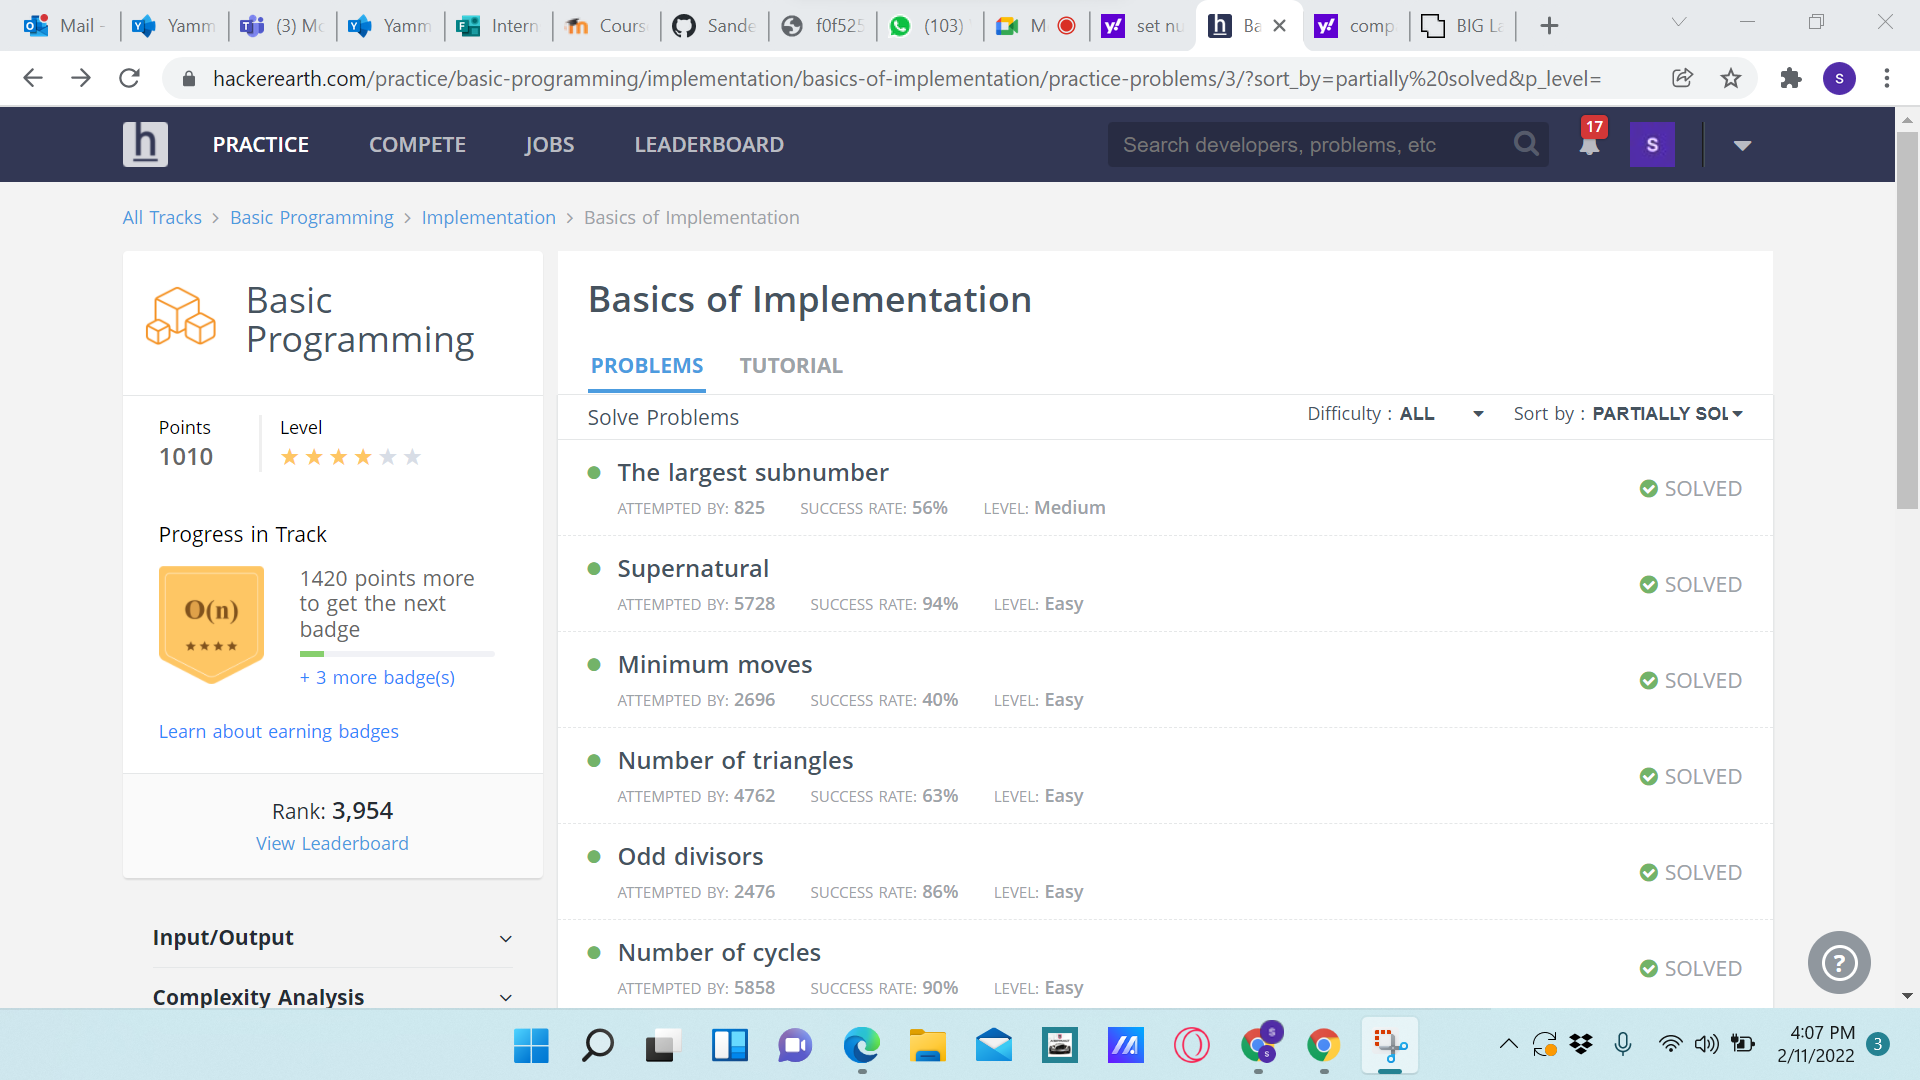 Mail -
Yamm
(3) Mc
Yamm
Intern
Cours
Sande
f0f525
(103)
M
set nu
Ba
comp
BIG La
hackerearth.com/practice/basic-programming/implementation/basics-of-implementation/practice-problems/3/?sort_by=partially%20solved&p_level=
S
h
PRACTICE
COMPETE
JOBS
LEADERBOARD
Search developers, problems, etc
17
S
All Tracks > Basic Programming > Implementation > Basics of Implementation
Basic
Programming
Points
1010
Level
Progress in Track
O(n)
1420 points more
to get the next
badge
+ 3 more badge(s)
Learn about earning badges
Rank: 3,954
View Leaderboard
Input/Output
Complexity Analysis
Basics of Implementation
PROBLEMS
TUTORIAL
Solve Problems
Difficulty : ALL
Sort by : PARTIALLY SOL
The largest subnumber
ATTEMPTED BY: 825 SUCCESS RATE: 56% LEVEL: Medium
SOLVED
Supernatural
ATTEMPTED BY: 5728 SUCCESS RATE: 94% LEVEL: Easy
SOLVED
Minimum moves
ATTEMPTED BY: 2696 SUCCESS RATE: 40% LEVEL: Easy
SOLVED
Number of triangles
ATTEMPTED BY: 4762 SUCCESS RATE: 63% LEVEL: Easy
SOLVED
Odd divisors
ATTEMPTED BY: 2476 SUCCESS RATE: 86% LEVEL: Easy
SOLVED
Number of cycles
ATTEMPTED BY: 5858 SUCCESS RATE: 90% LEVEL: Easy
SOLVED
?
4:07 PM
2/11/2022
3